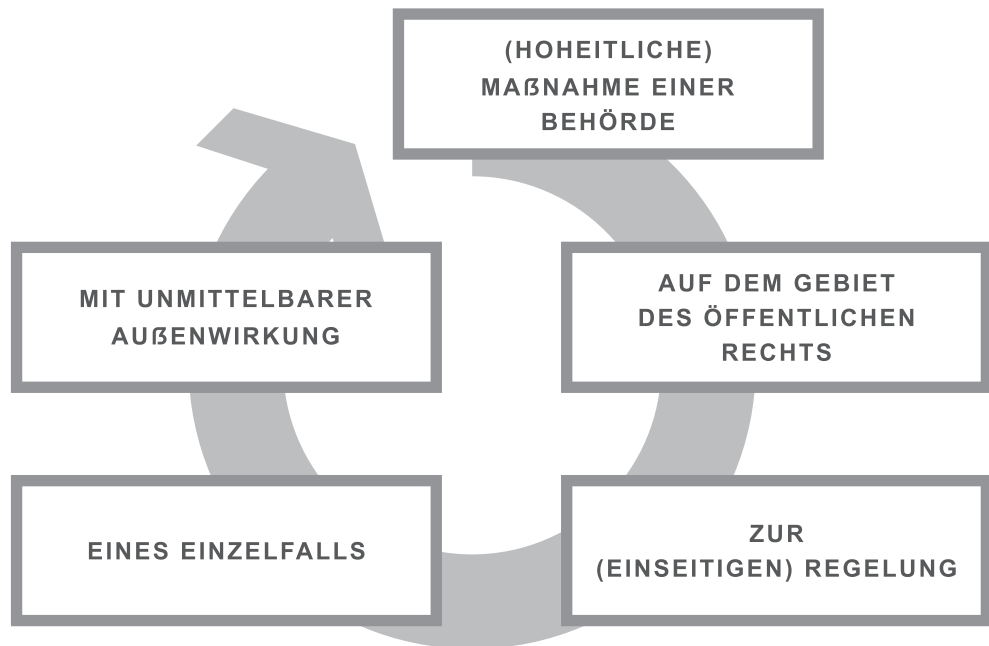 (HOHEITLICHE)
MAßNAHME EINER
BEHÖRDE
AUF DEM GEBIET
DES ÖFFENTLICHEN
RECHTS
ZUR
(EINSEITIGEN) REGELUNG
EINES EINZELFALLS
MIT UNMITTELBARER
AUßENWIRKUNG